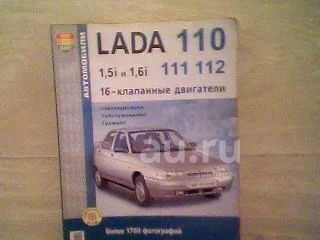 АВТОМОБИЛИ
LADA 110
1,5i и 1,6i 111 112
16-клапанные двигатели
Эксплуатация
Обслуживание
Ремонт
au.ru
Более 1700 фотографий